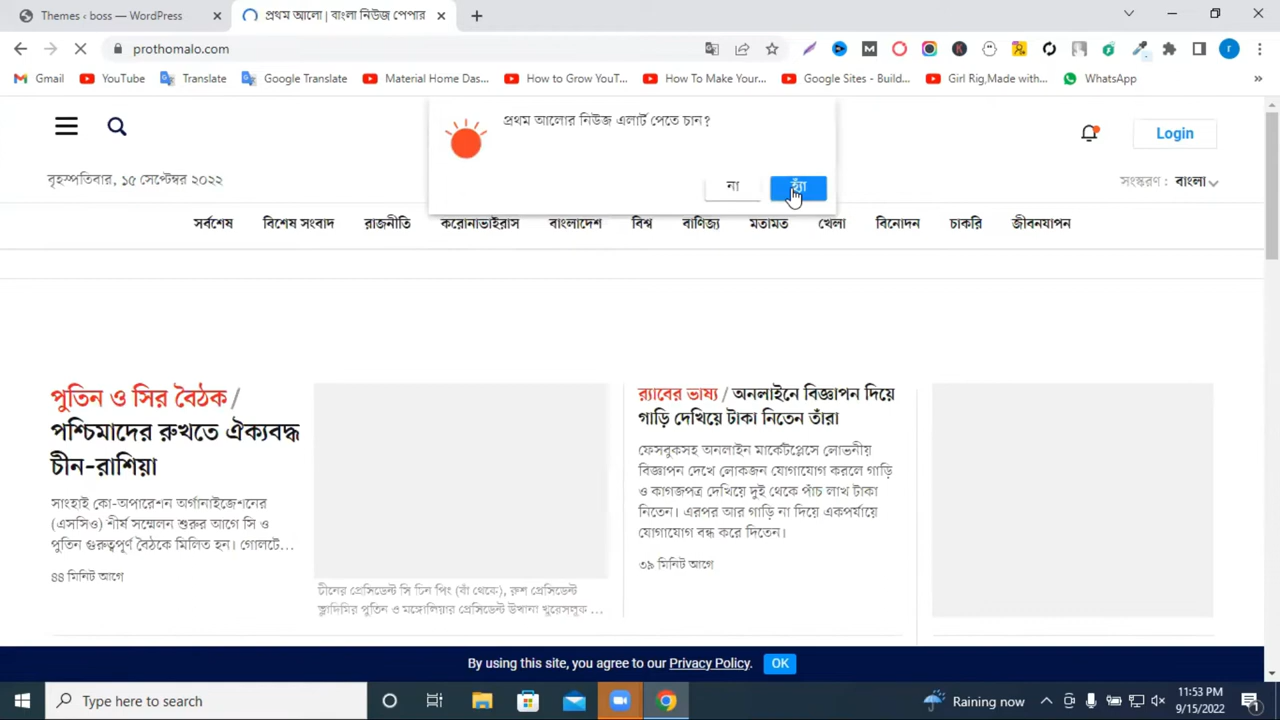 Themes ‹ boss — WordPress
প্রথম আলো | বাংলা নিউজ পেপার
prothomalo.com
Gmail
YouTube
Translate
Google Translate
Material Home Das...
How to Grow YouT...
How To Make Your...
Google Sites - Build...
Girl Rig,Made with...
WhatsApp
প্রথম আলোর নিউজ এলার্ট পেতে চান?
না
হ্যাঁ
Login
বৃহস্পতিবার, ১৫ সেপ্টেম্বর ২০২২
সংস্করণ : বাংলা
সর্বশেষ বিশেষ সংবাদ রাজনীতি করোনাভাইরাস বাংলাদেশ বিশ্ব বাণিজ্য মতামত খেলা বিনোদন চাকরি জীবনযাপন
পুতিন ও সির বৈঠক /
পশ্চিমাদের রুখতে ঐক্যবদ্ধ
চীন-রাশিয়া
সাংহাই কো-অপারেশন অর্গানাইজেশনের
(এসসিও) শীর্ষ সম্মেলন শুরুর আগে সি ও
পুতিন গুরুত্বপূর্ণ বৈঠকে মিলিত হন। গোলটে...
৪৪ মিনিট আগে
চীনের প্রেসিডেন্ট সি চিন পিং (বাঁ থেকে), রুশ প্রেসিডেন্ট
ভ্লাদিমির পুতিন ও মঙ্গোলিয়ার প্রেসিডেন্ট উখনা খুরেলসুখ ...
র‍্যাবের ভাষ্য / অনলাইনে বিজ্ঞাপন দিয়ে
গাড়ি দেখিয়ে টাকা নিতেন তাঁরা
ফেসবুকসহ অনলাইন মার্কেটপ্লেসে লোভনীয়
বিজ্ঞাপন দেখে লোকজন যোগাযোগ করলে গাড়ি
ও কাগজপত্র দেখিয়ে দুই থেকে পাঁচ লাখ টাকা
নিতেন। এরপর আর গাড়ি না দিয়ে একপর্যায়ে
যোগাযোগ বন্ধ করে দিতেন।
৩৯ মিনিট আগে
By using this site, you agree to our Privacy Policy. OK
Type here to search
Raining now
11:53 PM
9/15/2022